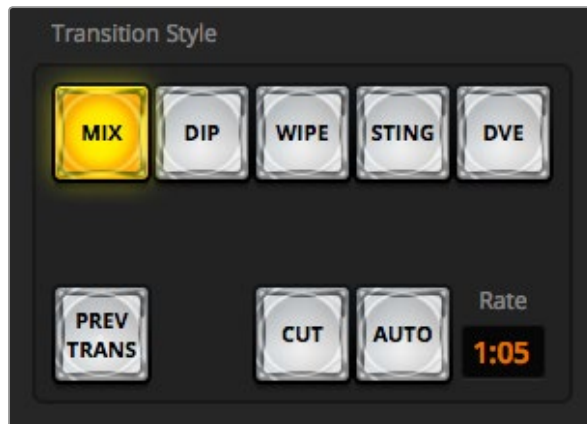 Transition Style
MIX DIP WIPE STING DVE
PREV
TRANS
CUT AUTO
Rate
1:05